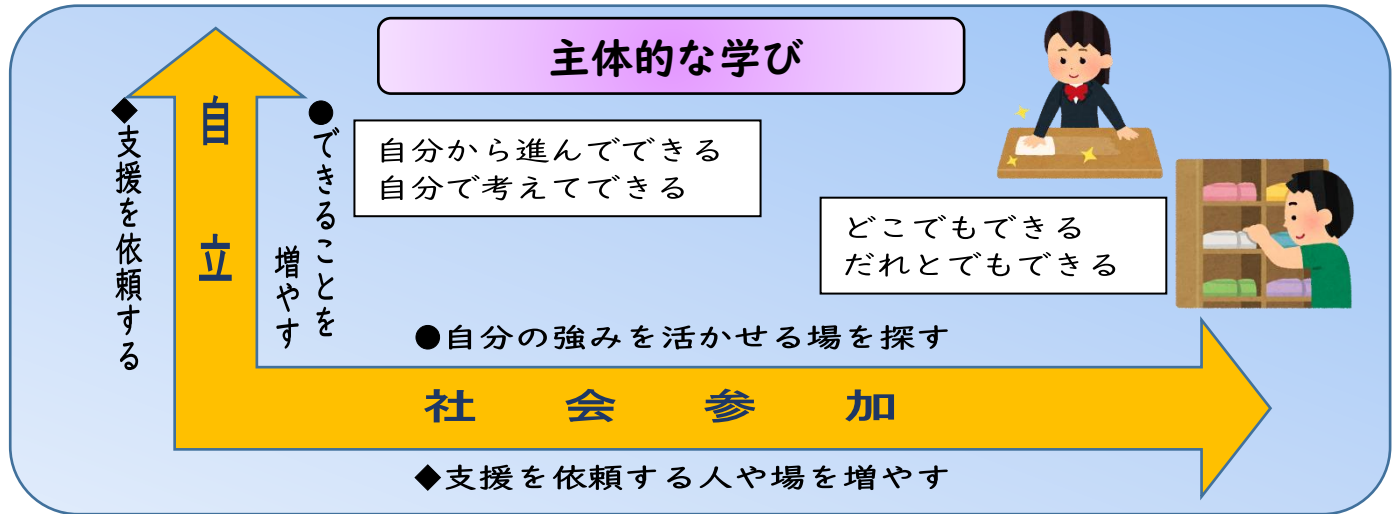 主体的な学び
自立
◆支援を依頼する
●できることを
増やす
自分から進んでできる
自分で考えてできる
どこでもできる
だれとでもできる
●自分の強みを活かせる場を探す
社会参加
◆支援を依頼する人や場を増やす